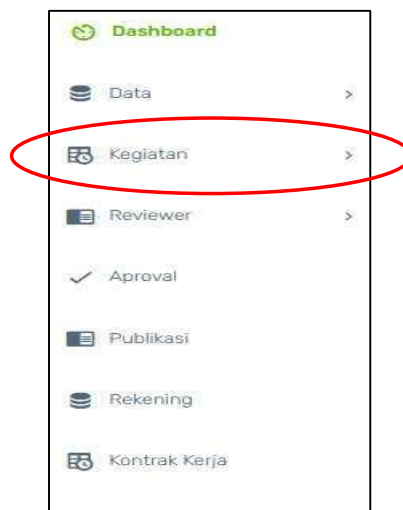 Dashboard
Data
Kegiatan
Reviewer
Aproval
Publikasi
Rekening
Kontrak Kerja